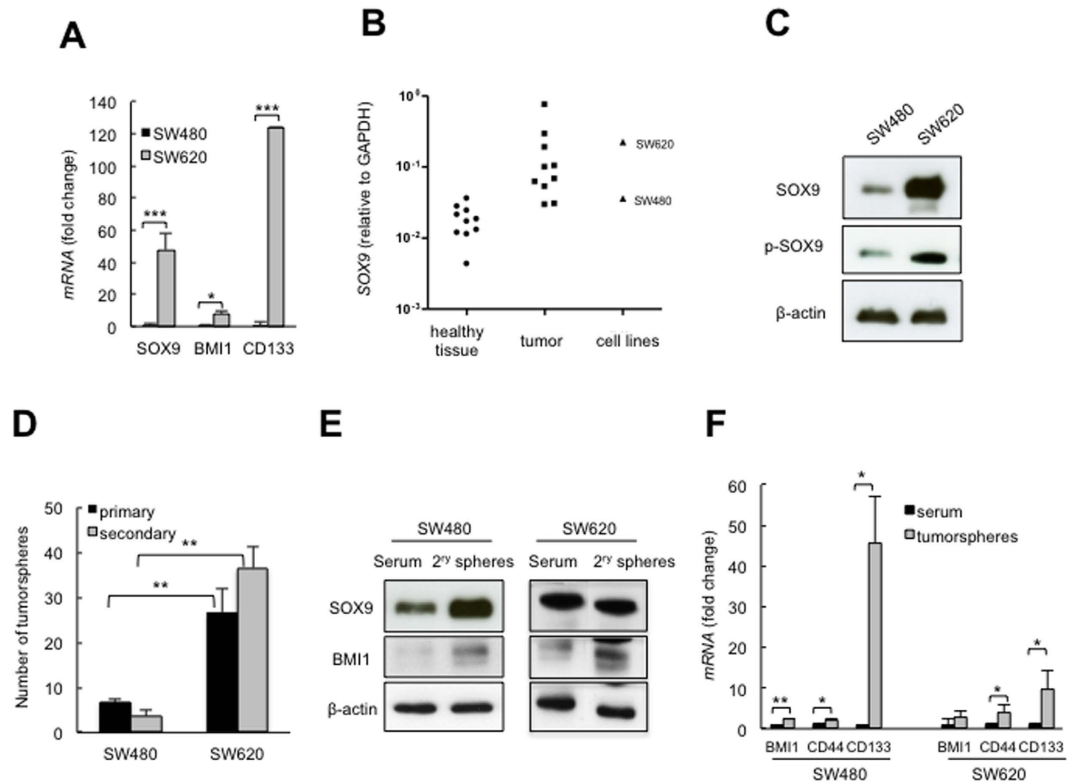 A
140
120
100
80
60
40
20
0
mRNA (fold change)
SW480
SW620
***
*
***
SOX9 BMI1 CD133
B
10⁰
10⁻¹
10⁻²
10⁻³
SOX9 (relative to GAPDH)
SW620
SW480
healthy
tissue
tumor
cell lines
C
SW480 SW620
SOX9
p-SOX9
β-actin
D
50
40
30
20
10
0
Number of tumorspheres
primary
secondary
**
**
SW480 SW620
E
SW480 SW620
Serum 2ʳʸ spheres Serum 2ʳʸ spheres
SOX9
BMI1
β-actin
F
60
50
40
30
20
10
0
mRNA (fold change)
serum
tumorspheres
** * * * *
BMI1 CD44 CD133 BMI1 CD44 CD133
SW480 SW620